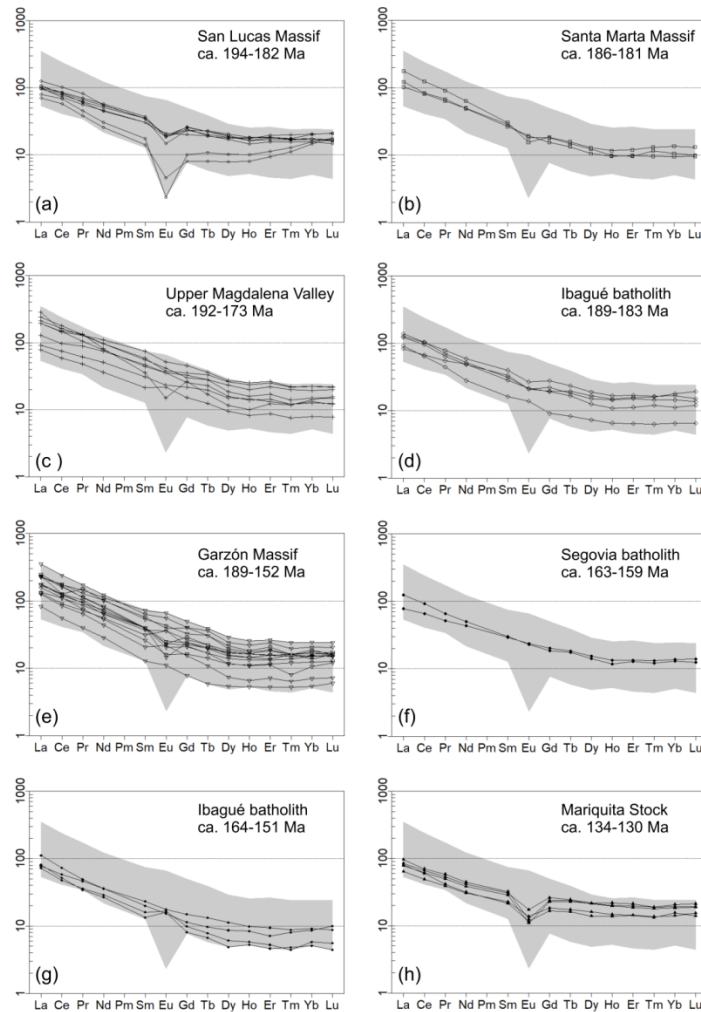 San Lucas Massif
ca. 194-182 Ma
1000
100
10
1
(a)
La Ce Pr Nd Pm Sm Eu Gd Tb Dy Ho Er Tm Yb Lu
Santa Marta Massif
ca. 186-181 Ma
1000
100
10
1
(b)
La Ce Pr Nd Pm Sm Eu Gd Tb Dy Ho Er Tm Yb Lu
Upper Magdalena Valley
ca. 192-173 Ma
1000
100
10
1
(c )
La Ce Pr Nd Pm Sm Eu Gd Tb Dy Ho Er Tm Yb Lu
Ibagué batholith
ca. 189-183 Ma
1000
100
10
1
(d)
La Ce Pr Nd Pm Sm Eu Gd Tb Dy Ho Er Tm Yb Lu
Garzón Massif
ca. 189-152 Ma
1000
100
10
1
(e)
La Ce Pr Nd Pm Sm Eu Gd Tb Dy Ho Er Tm Yb Lu
Segovia batholith
ca. 163-159 Ma
1000
100
10
1
(f)
La Ce Pr Nd Pm Sm Eu Gd Tb Dy Ho Er Tm Yb Lu
Ibagué batholith
ca. 164-151 Ma
1000
100
10
1
(g)
La Ce Pr Nd Pm Sm Eu Gd Tb Dy Ho Er Tm Yb Lu
Mariquita Stock
ca. 134-130 Ma
1000
100
10
1
(h)
La Ce Pr Nd Pm Sm Eu Gd Tb Dy Ho Er Tm Yb Lu